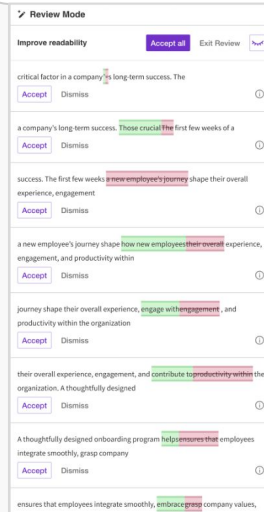 Review Mode
Improve readability Accept all Exit Review
critical factor in a company's long-term success. The
Accept Dismiss
a company's long-term success. Those crucial The first few weeks of a
Accept Dismiss
success. The first few weeks a new employee's journey shape their overall
experience, engagement
Accept Dismiss
a new employee's journey shape how new employees their overall experience,
engagement, and productivity within
Accept Dismiss
journey shape their overall experience, engage with engagement , and
productivity within the organization
Accept Dismiss
their overall experience, engagement, and contribute to productivity within the
organization. A thoughtfully designed
Accept Dismiss
A thoughtfully designed onboarding program helps ensures that employees
integrate smoothly, grasp company
Accept Dismiss
ensures that employees integrate smoothly, embrace grasp company values,